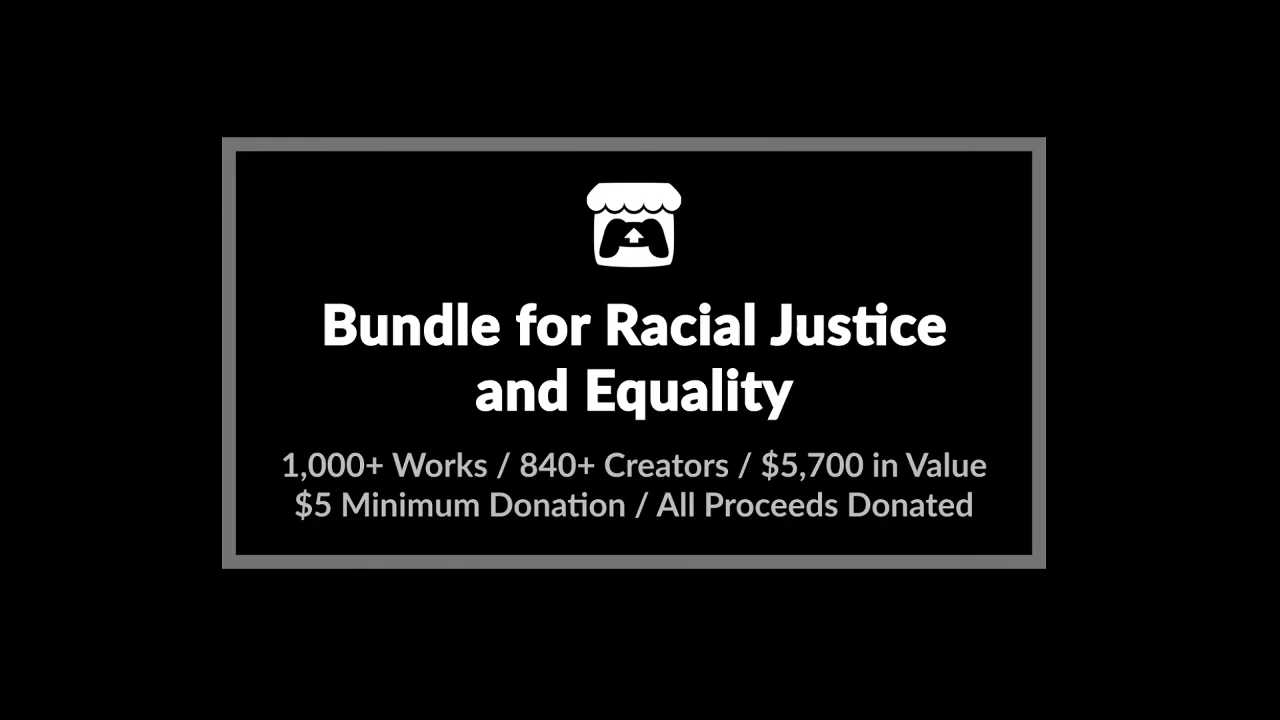 Bundle for Racial Justice
and Equality
1,000+ Works / 840+ Creators / $5,700 in Value
$5 Minimum Donation / All Proceeds Donated